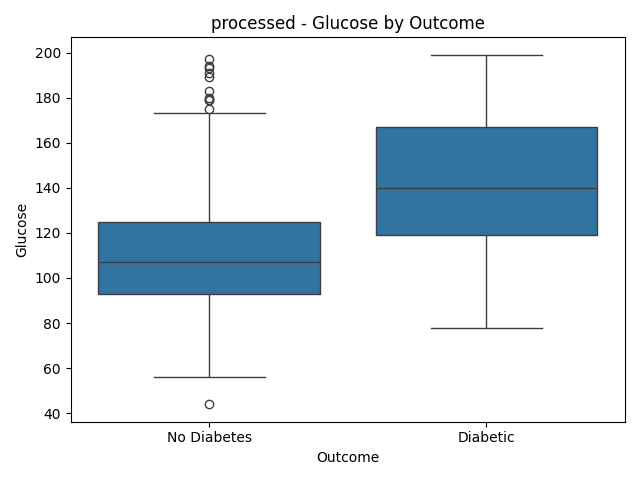 processed - Glucose by Outcome
Glucose
200
180
160
140
120
100
80
60
40
No Diabetes
Diabetic
Outcome